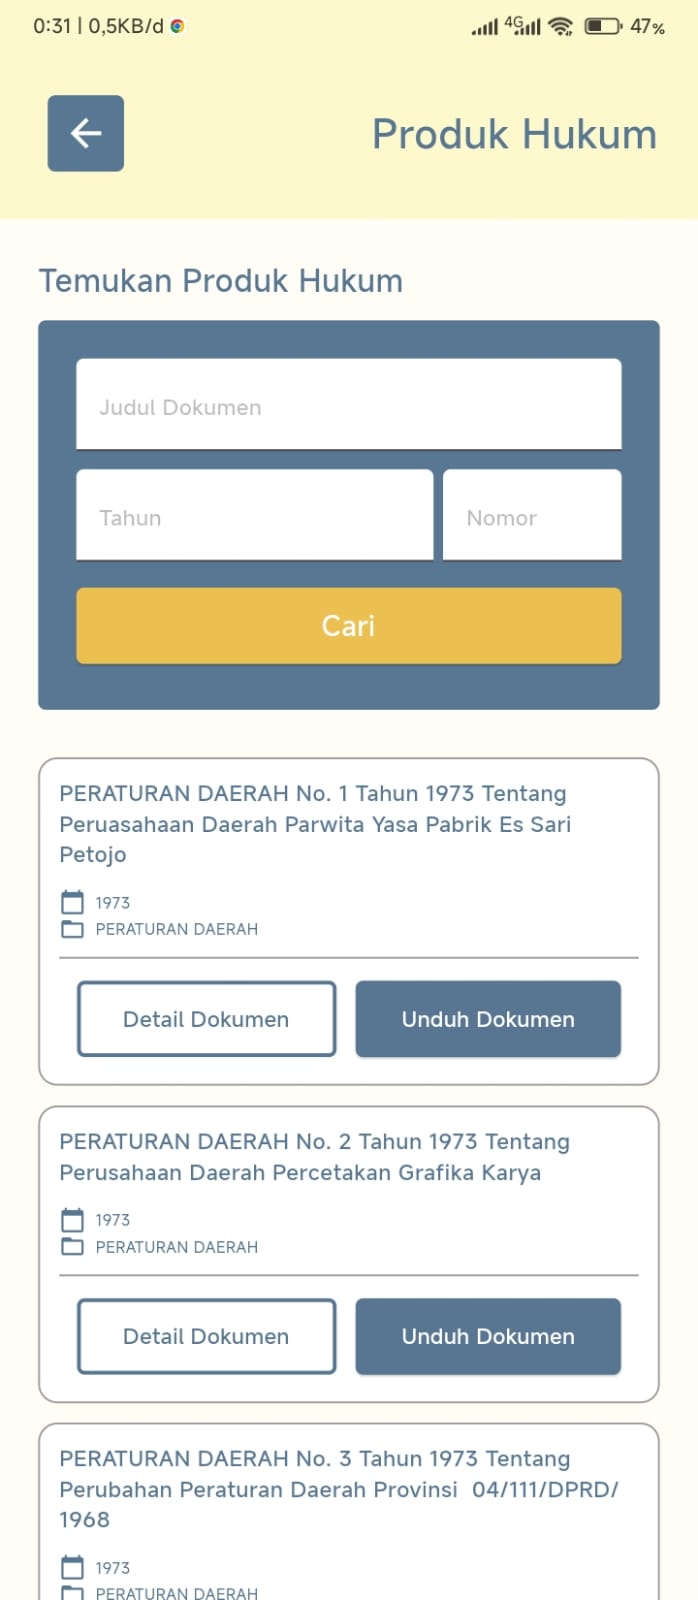 0:31 | 0,5KB/d
4G 47%
Produk Hukum
Temukan Produk Hukum
Judul Dokumen
Tahun
Nomor
Cari
PERATURAN DAERAH No. 1 Tahun 1973 Tentang
Peruasahaan Daerah Parwita Yasa Pabrik Es Sari
Petojo
1973
PERATURAN DAERAH
Detail Dokumen
Unduh Dokumen
PERATURAN DAERAH No. 2 Tahun 1973 Tentang
Perusahaan Daerah Percetakan Grafika Karya
1973
PERATURAN DAERAH
Detail Dokumen
Unduh Dokumen
PERATURAN DAERAH No. 3 Tahun 1973 Tentang
Perubahan Peraturan Daerah Provinsi  04/111/DPRD/
1968
1973
PERATURAN DAERAH